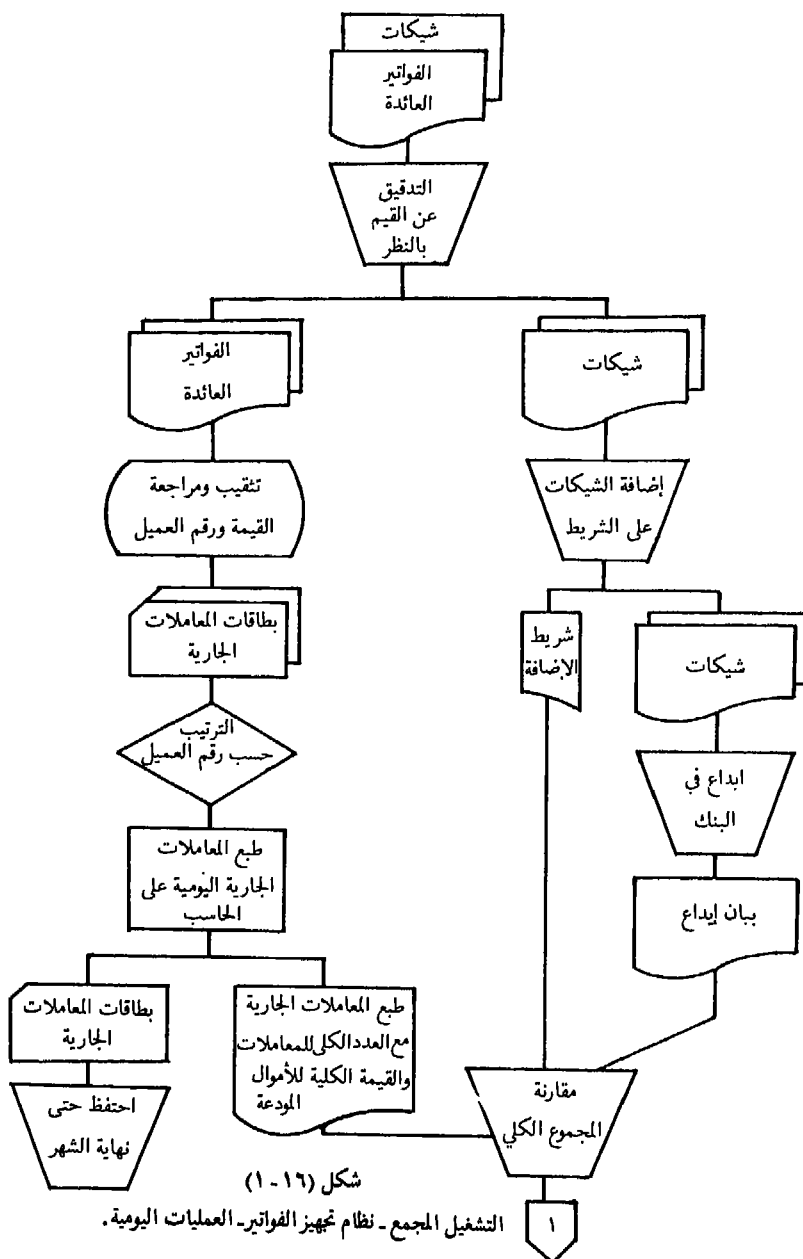 شيكات
الفواتير
العائدة
التدقيق
عن القيم
بالنظر
الفواتير
العائدة
شيكات
تثقيب ومراجعة
القيمة ورقم العميل
إضافة الشيكات
على الشريط
بطاقات المعاملات
الجارية
شريط
الإضافة
شيكات
الترتيب
حسب رقم العميل
ابداع في
البنك
طبع المعاملات
الجارية اليومية على
الحاسب
ببان إيداع
بطاقات المعاملات
الجارية
طبع المعاملات الجارية
مع العدد الكلى للمعاملات
والقيمة الكلية للأموال
المودعة
مقارنة
المجموع الكلي
احتفظ حتى
نهاية الشهر
شكل (١٦ - ١)
١
التشغيل المجمع ـ نظام تجهيز الفواتير ـ العمليات اليومية.